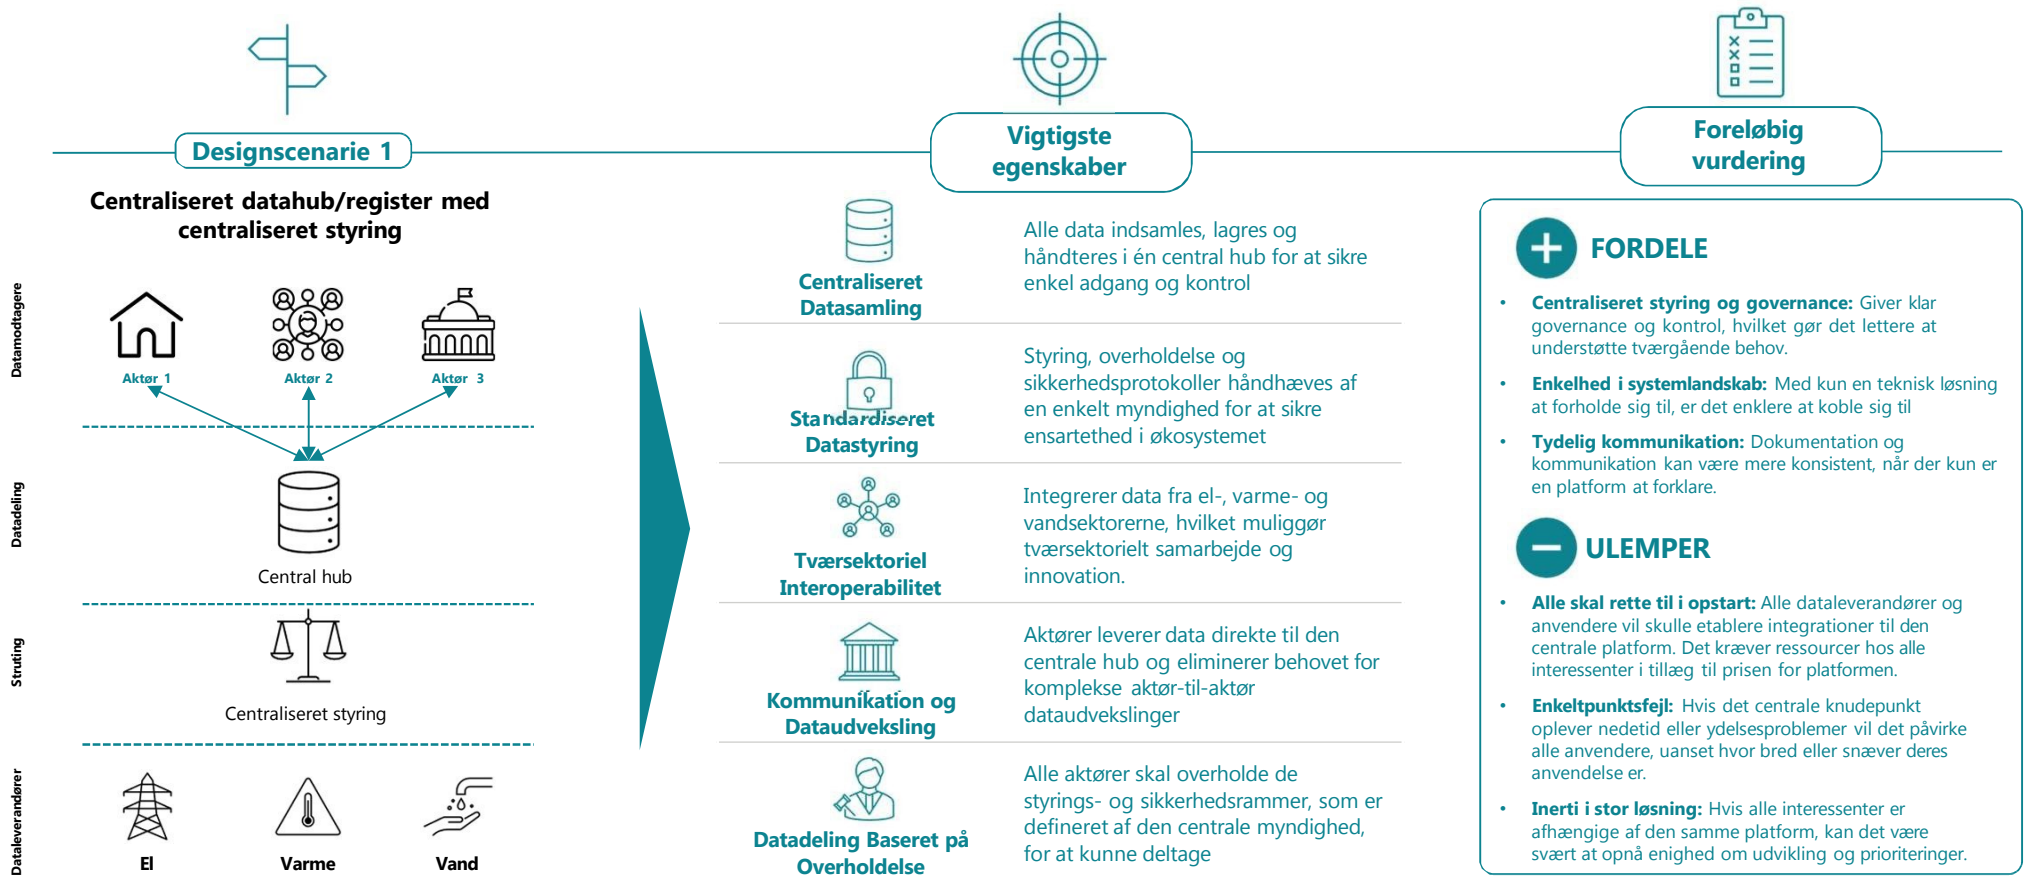 Designscenarie 1
Centraliseret datahub/register med
centraliseret styring
Datamodtagere
Aktør 1
Aktør 2
Aktør 3
Datadeling
Central hub
Struting
Centraliseret styring
Dataleverandører
El
Varme
Vand
Vigtigste
egenskaber
Centraliseret
Datasamling
Alle data indsamles, lagres og
håndteres i én central hub for at sikre
enkel adgang og kontrol
Standardiseret
Datastyring
Styring, overholdelse og
sikkerhedsprotokoller håndhæves af
en enkelt myndighed for at sikre
ensartethed i økosystemet
Tværsektoriel
Interoperabilitet
Integrerer data fra el-, varme- og
vandsektorerne, hvilket muliggør
tværsektorielt samarbejde og
innovation.
Kommunikation og
Dataudveksling
Aktører leverer data direkte til den
centrale hub og eliminerer behovet for
komplekse aktør-til-aktør
dataudvekslinger
Datadeling Baseret på
Overholdelse
Alle aktører skal overholde de
styrings- og sikkerhedsrammer, som er
defineret af den centrale myndighed,
for at kunne deltage
Foreløbig
vurdering
FORDELE
• Centraliseret styring og governance: Giver klar
governance og kontrol, hvilket gør det lettere at
understøtte tværgående behov.
• Enkelhed i systemlandskab: Med kun en teknisk løsning
at forholde sig til, er det enklere at koble sig til
• Tydelig kommunikation: Dokumentation og
kommunikation kan være mere konsistent, når der kun er
en platform at forklare.
ULEMPER
• Alle skal rette til i opstart: Alle dataleverandører og
anvendere vil skulle etablere integrationer til den
centrale platform. Det kræver ressourcer hos alle
interessenter i tillæg til prisen for platformen.
• Enkeltpunktsfejl: Hvis det centrale knudepunkt
oplever nedetid eller ydelsesproblemer vil det påvirke
alle anvendere, uanset hvor bred eller snæver deres
anvendelse er.
• Inerti i stor løsning: Hvis alle interessenter er
afhængige af den samme platform, kan det være
svært at opnå enighed om udvikling og prioriteringer.